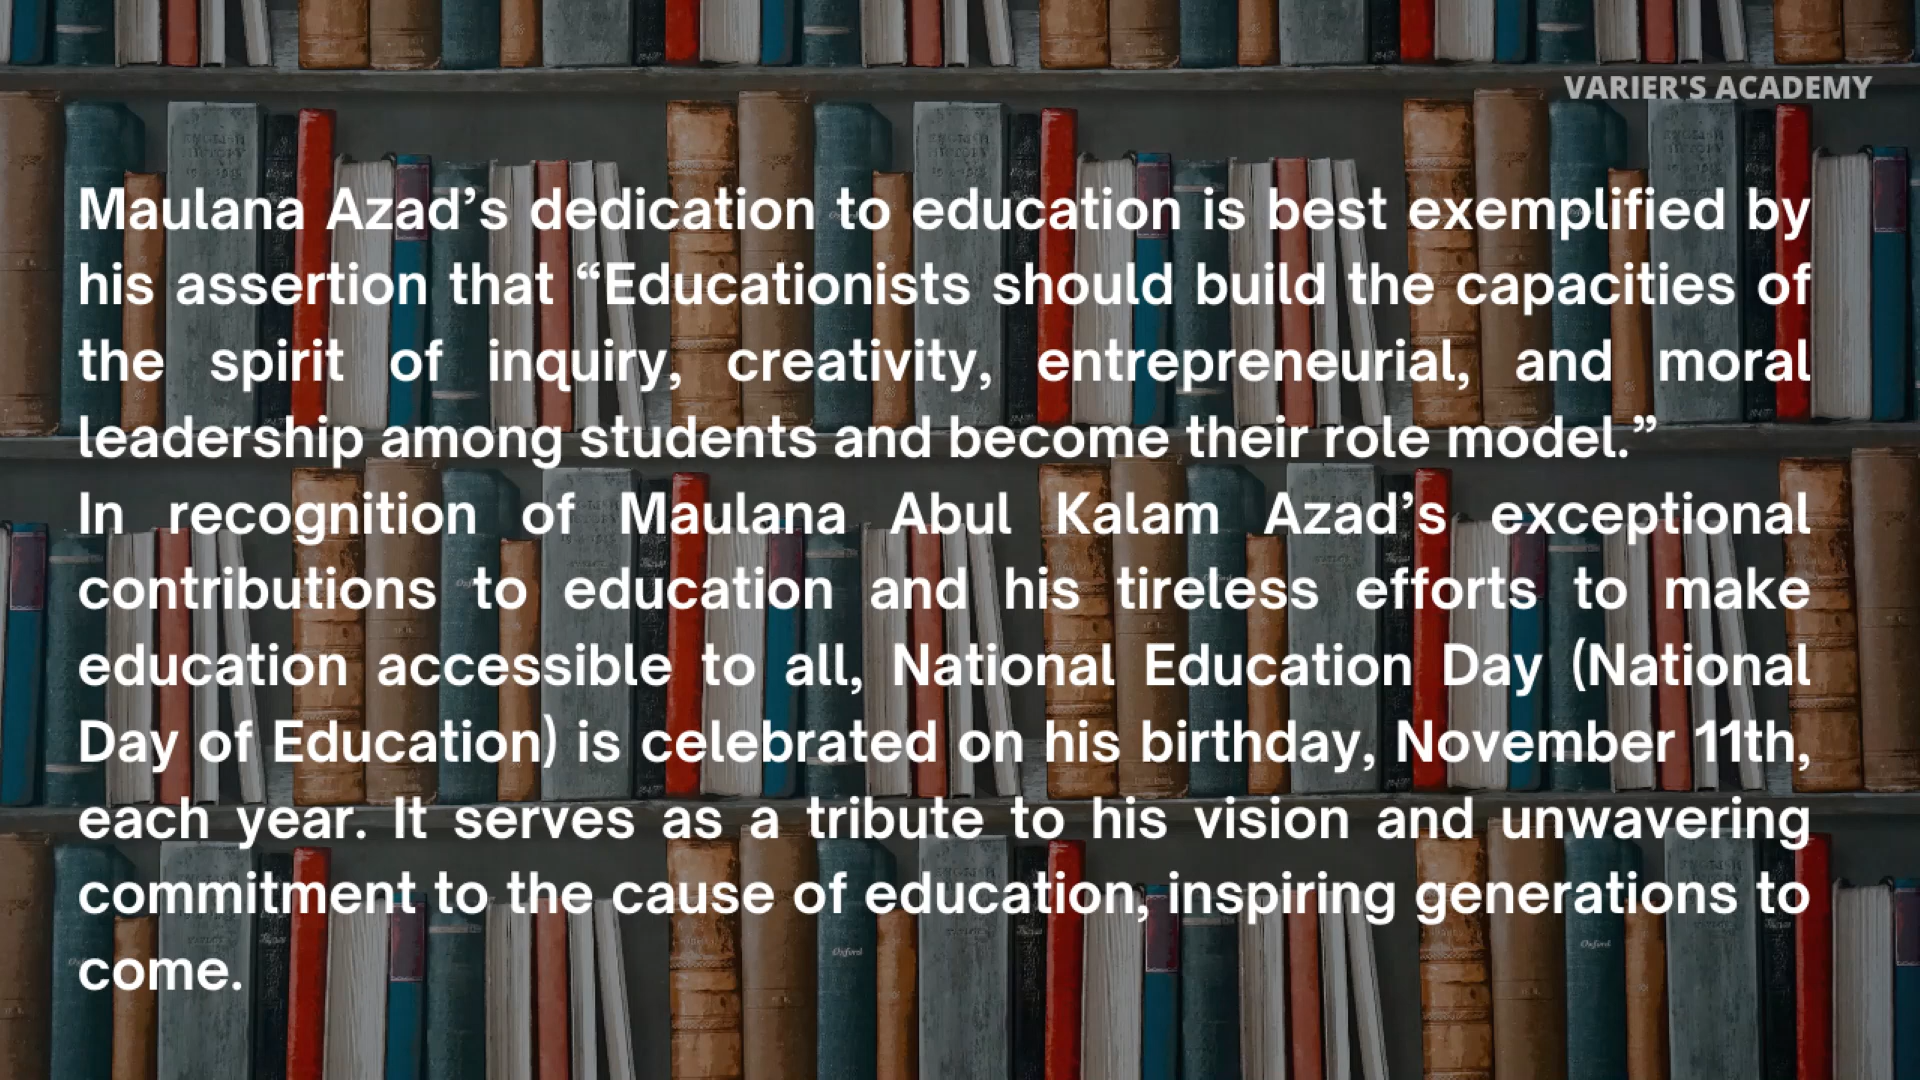 VARIER'S ACADEMY
Maulana Azad’s dedication to education is best exemplified by
his assertion that “Educationists should build the capacities of
the spirit of inquiry, creativity, entrepreneurial, and moral
leadership among students and become their role model.”
In recognition of Maulana Abul Kalam Azad’s exceptional
contributions to education and his tireless efforts to make
education accessible to all, National Education Day (National
Day of Education) is celebrated on his birthday, November 11th,
each year. It serves as a tribute to his vision and unwavering
commitment to the cause of education, inspiring generations to
come.